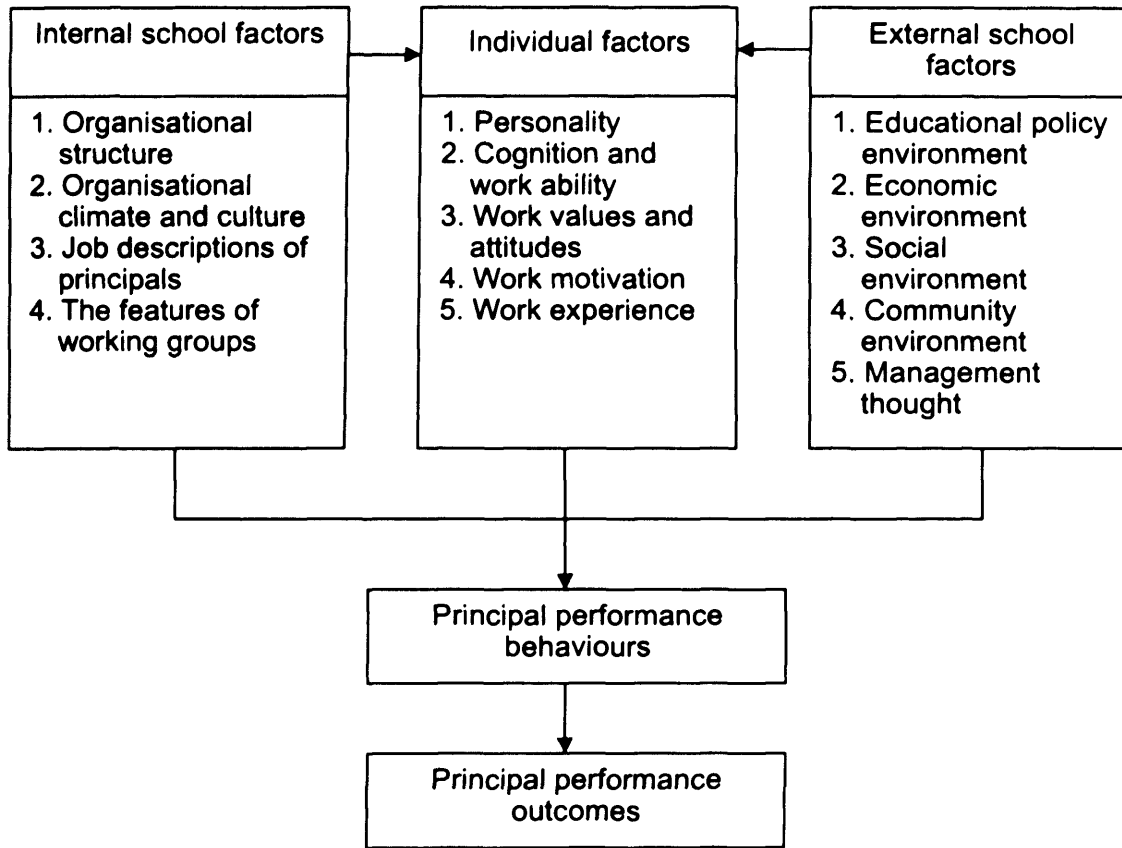 Internal school factors
1. Organisational
structure
2. Organisational
climate and culture
3. Job descriptions of
principals
4. The features of
working groups
Individual factors
1. Personality
2. Cognition and
work ability
3. Work values and
attitudes
4. Work motivation
5. Work experience
External school
factors
1. Educational policy
environment
2. Economic
environment
3. Social
environment
4. Community
environment
5. Management
thought
Principal performance
behaviours
Principal performance
outcomes